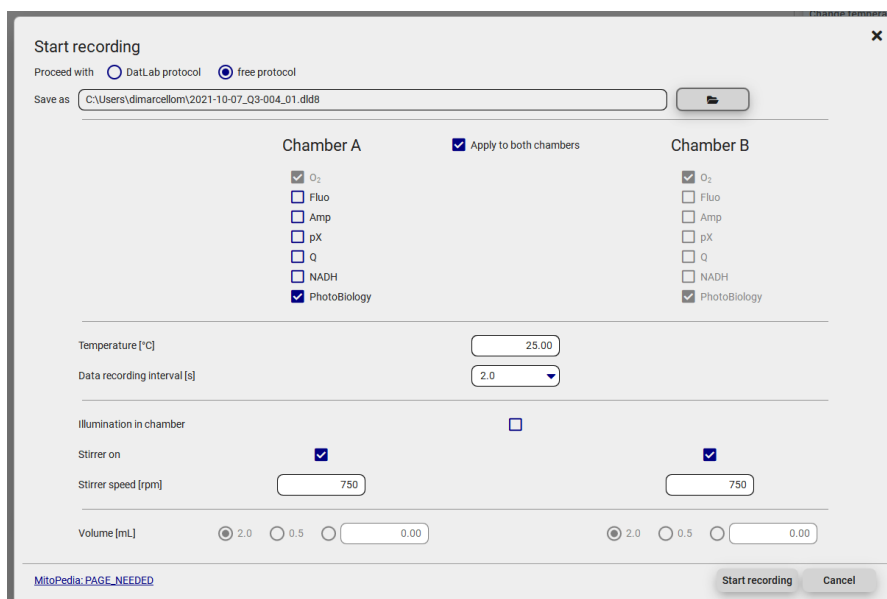 Change tempera
Start recording
Proceed with DatLab protocol free protocol
Save as C:\Users\dimarcellom\2021-10-07_Q3-004_01.dld8
Chamber A Apply to both chambers Chamber B
O₂ O₂
Fluo Fluo
Amp Amp
pX pX
Q Q
NADH NADH
PhotoBiology PhotoBiology
Temperature [°C] 25.00
Data recording interval [s] 2.0
Illumination in chamber
Stirrer on
Stirrer speed [rpm] 750 750
Volume [mL] 2.0 0.5 0.00 2.0 0.5 0.00
MitoPedia: PAGE_NEEDED Start recording Cancel